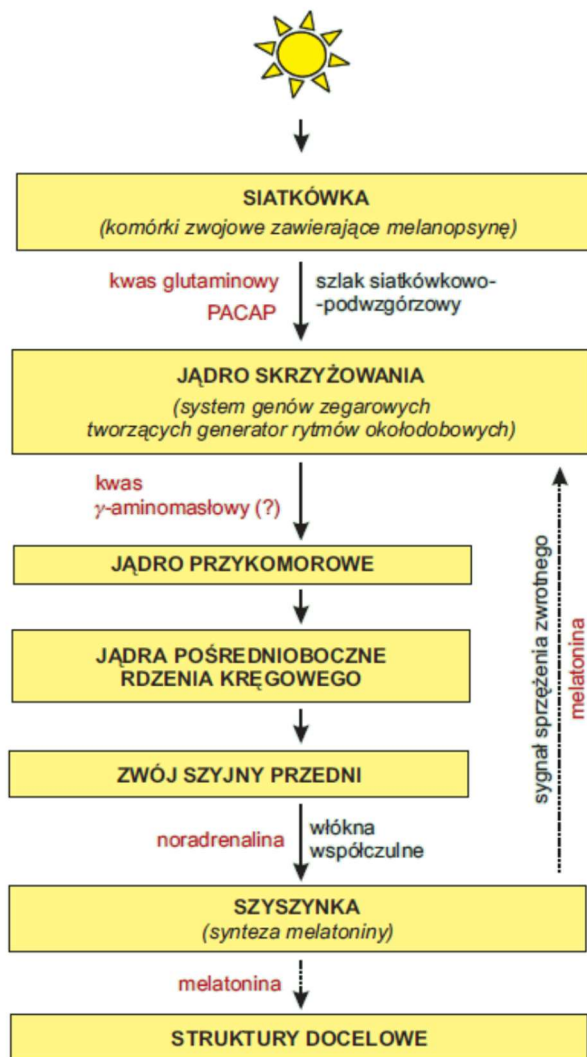 SIATKÓWKA
(komórki zwojowe zawierające melanopsynę)
kwas glutaminowy
PACAP
szlak siatkówkowo-
-podwzgórzowy
JĄDRO SKRZYŻOWANIA
(system genów zegarowych
tworzących generator rytmów okołodobowych)
kwas
γ-aminomasłowy (?)
JĄDRO PRZYKOMOROWE
JĄDRA POŚREDNIOBOCZNE
RDZENIA KRĘGOWEGO
ZWÓJ SZYJNY PRZEDNI
noradrenalina
włókna
współczulne
sygnał sprzężenia zwrotnego
melatonina
SZYSZYNKA
(synteza melatoniny)
melatonina
STRUKTURY DOCELOWE